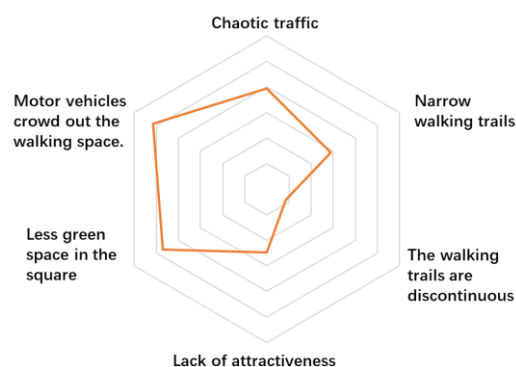 Chaotic traffic
Motor vehicles
crowd out the
walking space.
Narrow
walking trails
Less green
space in the
square
The walking
trails are
discontinuous
Lack of attractiveness